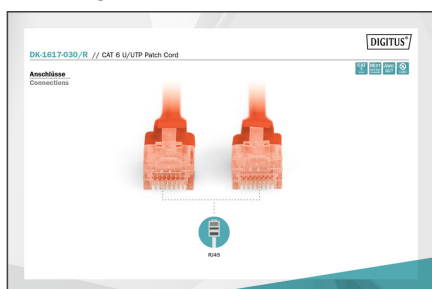 DIGITUS®
DK-1617-030/R // CAT 6 U/UTP Patch Cord
Anschlüsse
Connections
RJ45